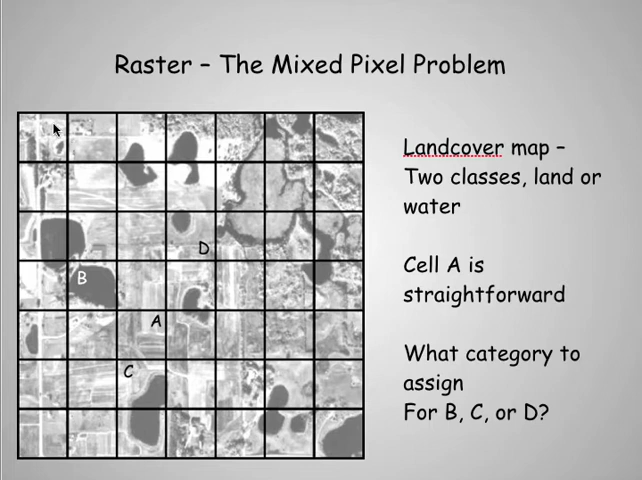 Raster – The Mixed Pixel Problem
Landcover map –
Two classes, land or
water
Cell A is
straightforward
What category to
assign
For B, C, or D?
D
B
A
C